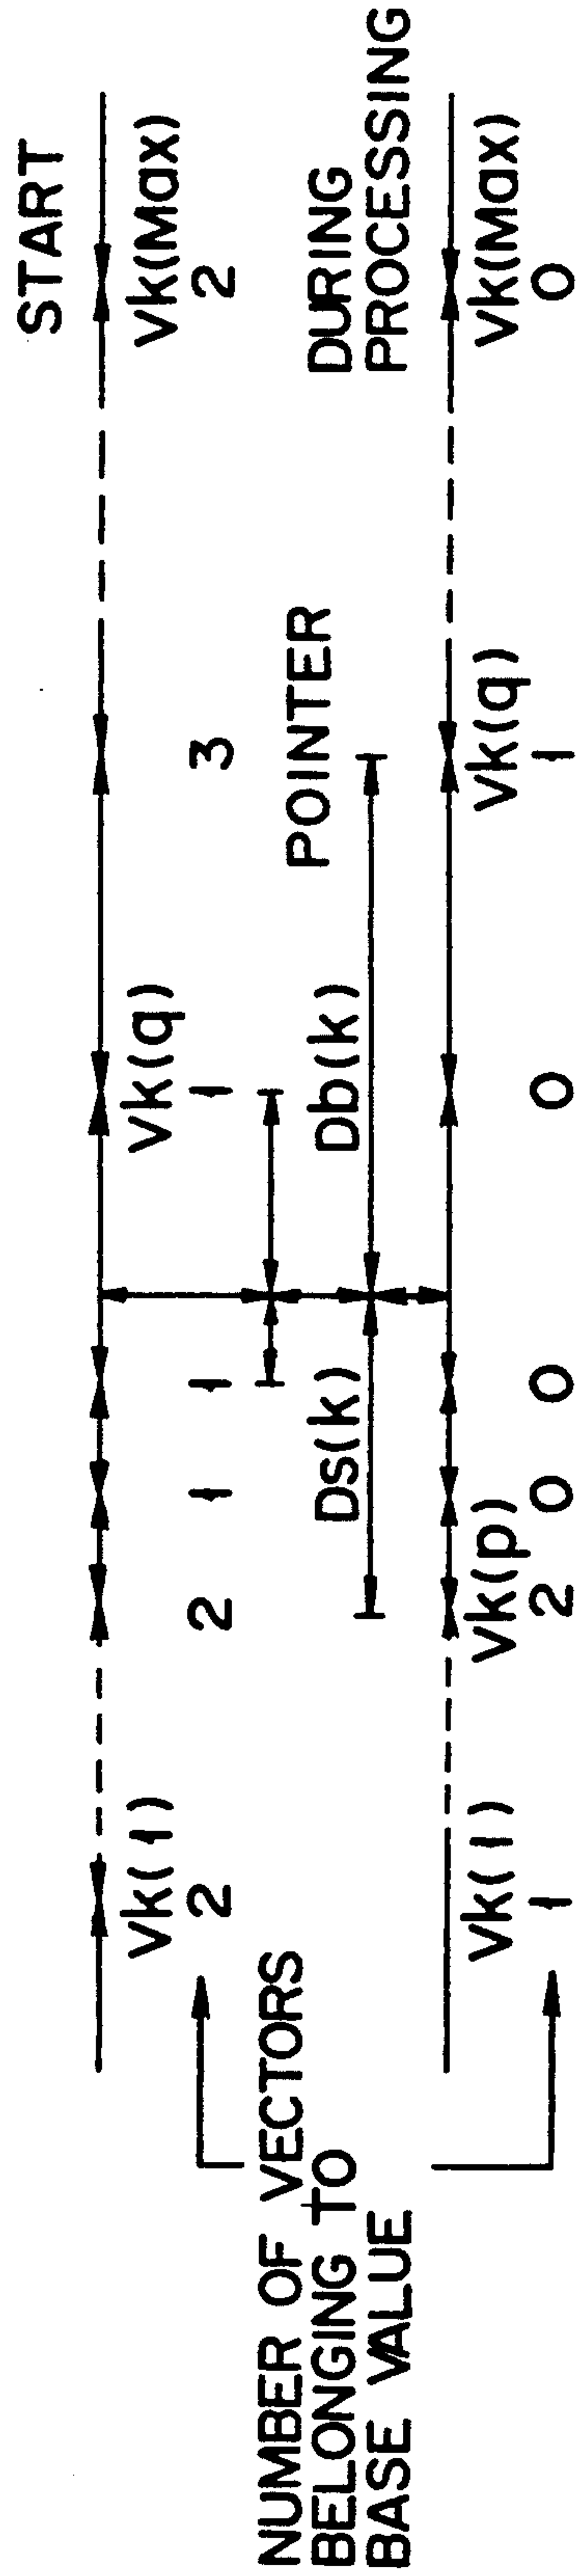 START
Vk(1) Vk(q) Vk(Max)
2 2 1 1 1 3 2
NUMBER OF VECTORS
BELONGING TO
BASE VALUE
POINTER
Ds(k) Db(k)
DURING
PROCESSING
Vk(1) Vk(p) Vk(q) Vk(Max)
1 2 0 0 0 1 0